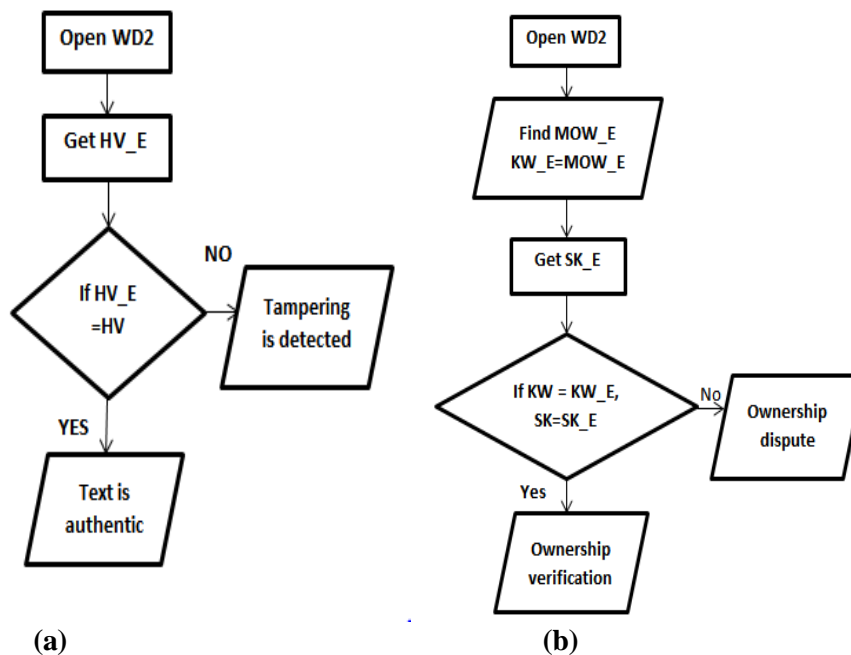 Open WD2
Get HV_E
If HV_E
=HV
NO
Tampering
is detected
YES
Text is
authentic
(a)
Open WD2
Find MOW_E
KW_E=MOW_E
Get SK_E
If KW = KW_E,
SK=SK_E
No
Ownership
dispute
Yes
Ownership
verification
(b)